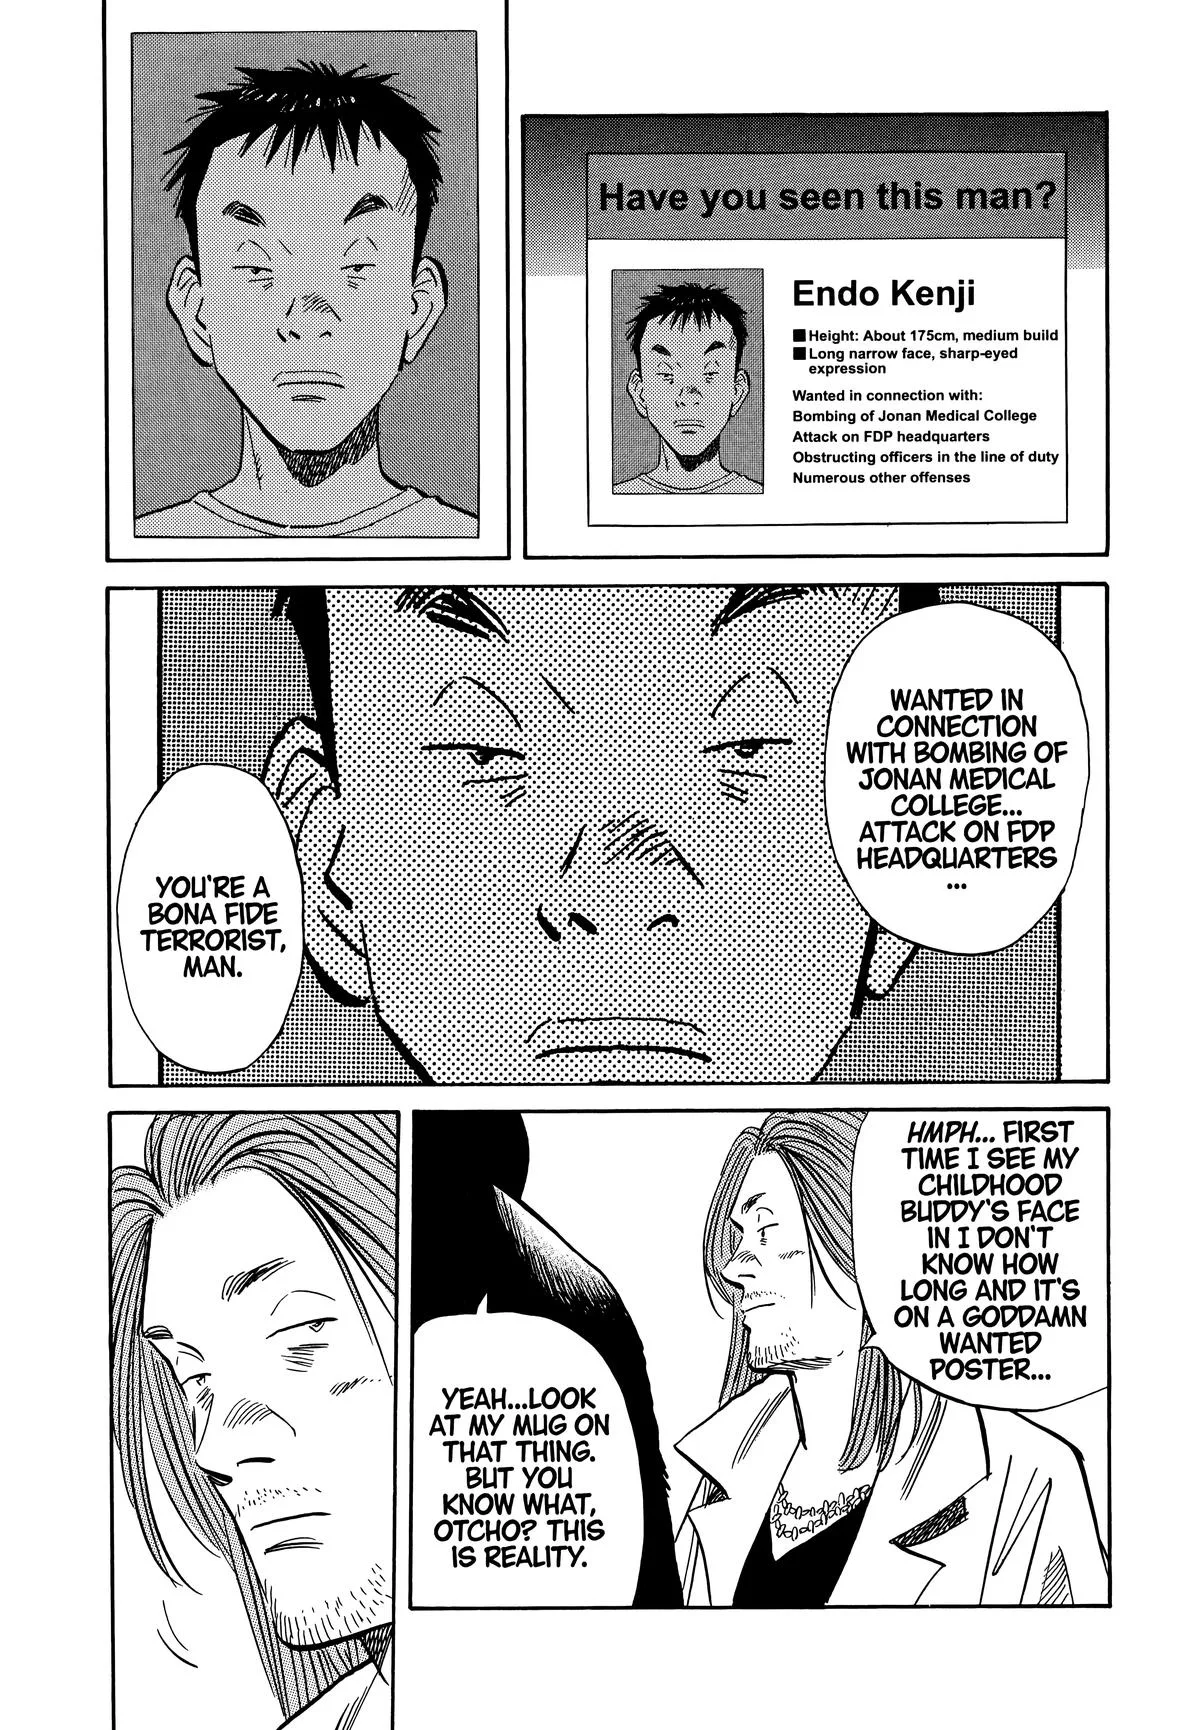 Have you seen this man?
Endo Kenji
■ Height: About 175cm, medium build
■ Long narrow face, sharp-eyed
expression
Wanted in connection with:
Bombing of Jonan Medical College
Attack on FDP headquarters
Obstructing officers in the line of duty
Numerous other offenses
WANTED IN
CONNECTION
WITH BOMBING OF
JONAN MEDICAL
COLLEGE...
ATTACK ON FDP
HEADQUARTERS
...
YOU'RE A
BONA FIDE
TERRORIST,
MAN.
HMPH... FIRST
TIME I SEE MY
CHILDHOOD
BUDDY'S FACE
IN I DON'T
KNOW HOW
LONG AND IT'S
ON A GODDAMN
WANTED
POSTER...
YEAH...LOOK
AT MY MUG ON
THAT THING.
BUT YOU
KNOW WHAT,
OTCHO? THIS
IS REALITY.